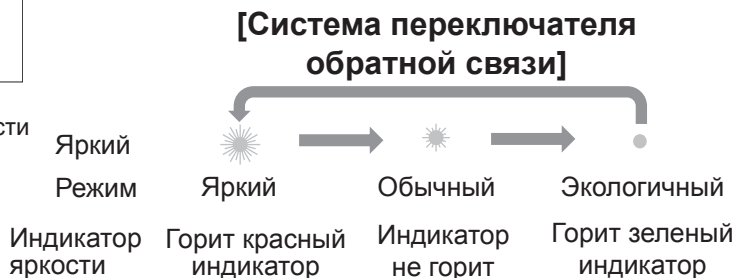 [Система переключателя
обратной связи]
сти
Яркий
Режим Яркий Обычный Экологичный
Индикатор Горит красный Индикатор Горит зеленый
яркости индикатор не горит индикатор